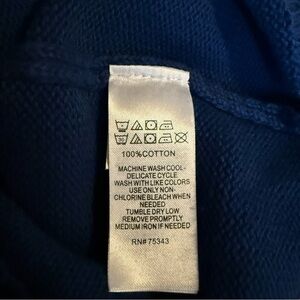 100%COTTON
MACHINE WASH COOL-
DELICATE CYCLE
WASH WITH LIKE COLORS
USE ONLY NON-
CHLORINE BLEACH WHEN
NEEDED
TUMBLE DRY LOW
REMOVE PROMPTLY
MEDIUM IRON IF NEEDED
RN# 75343